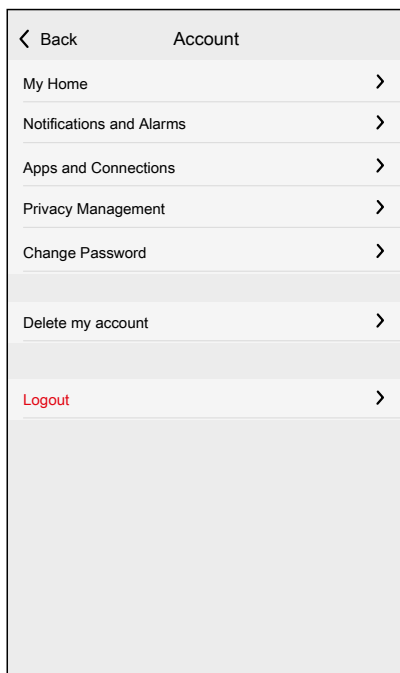 Back Account
My Home
Notifications and Alarms
Apps and Connections
Privacy Management
Change Password
Delete my account
Logout